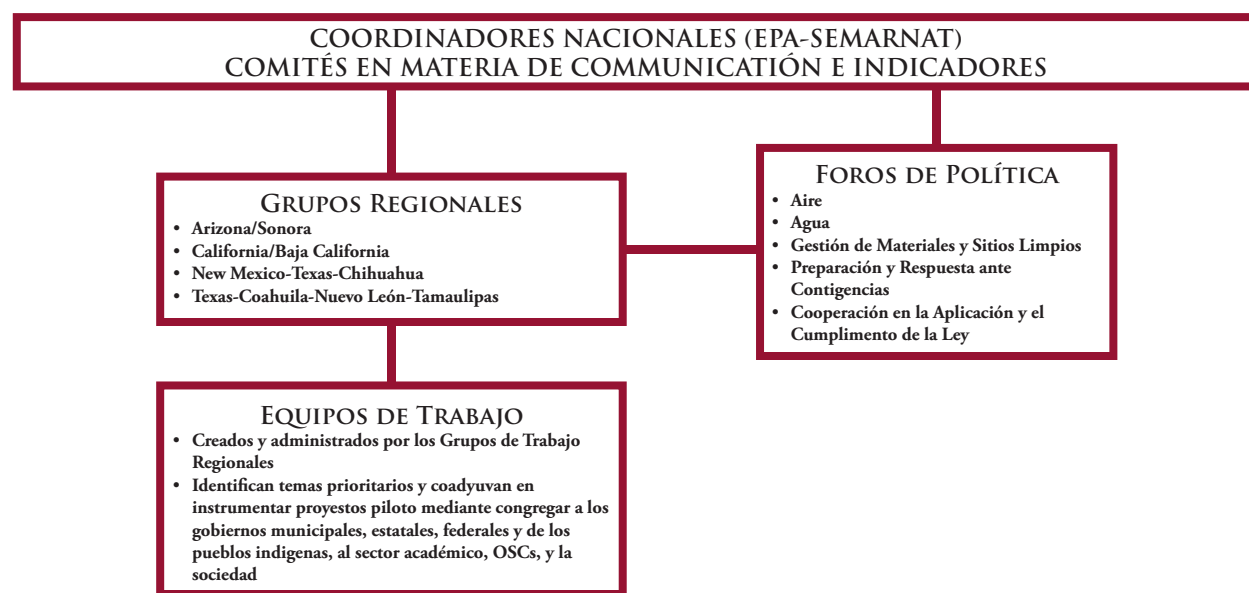 COORDINADORES NACIONALES (EPA-SEMARNAT)
COMITÉS EN MATERIA DE COMMUNICATIÓN E INDICADORES
GRUPOS REGIONALES
• Arizona/Sonora
• California/Baja California
• New Mexico-Texas-Chihuahua
• Texas-Coahuila-Nuevo León-Tamaulipas
FOROS DE POLÍTICA
• Aire
• Agua
• Gestión de Materiales y Sitios Limpios
• Preparación y Respuesta ante
Contigencias
• Cooperación en la Aplicación y el
Cumplimento de la Ley
EQUIPOS DE TRABAJO
• Creados y administrados por los Grupos de Trabajo
Regionales
• Identifican temas prioritarios y coadyuvan en
instrumentar proyestos piloto mediante congregar a los
gobiernos municipales, estatales, federales y de los
pueblos indigenas, al sector académico, OSCs, y la
sociedad